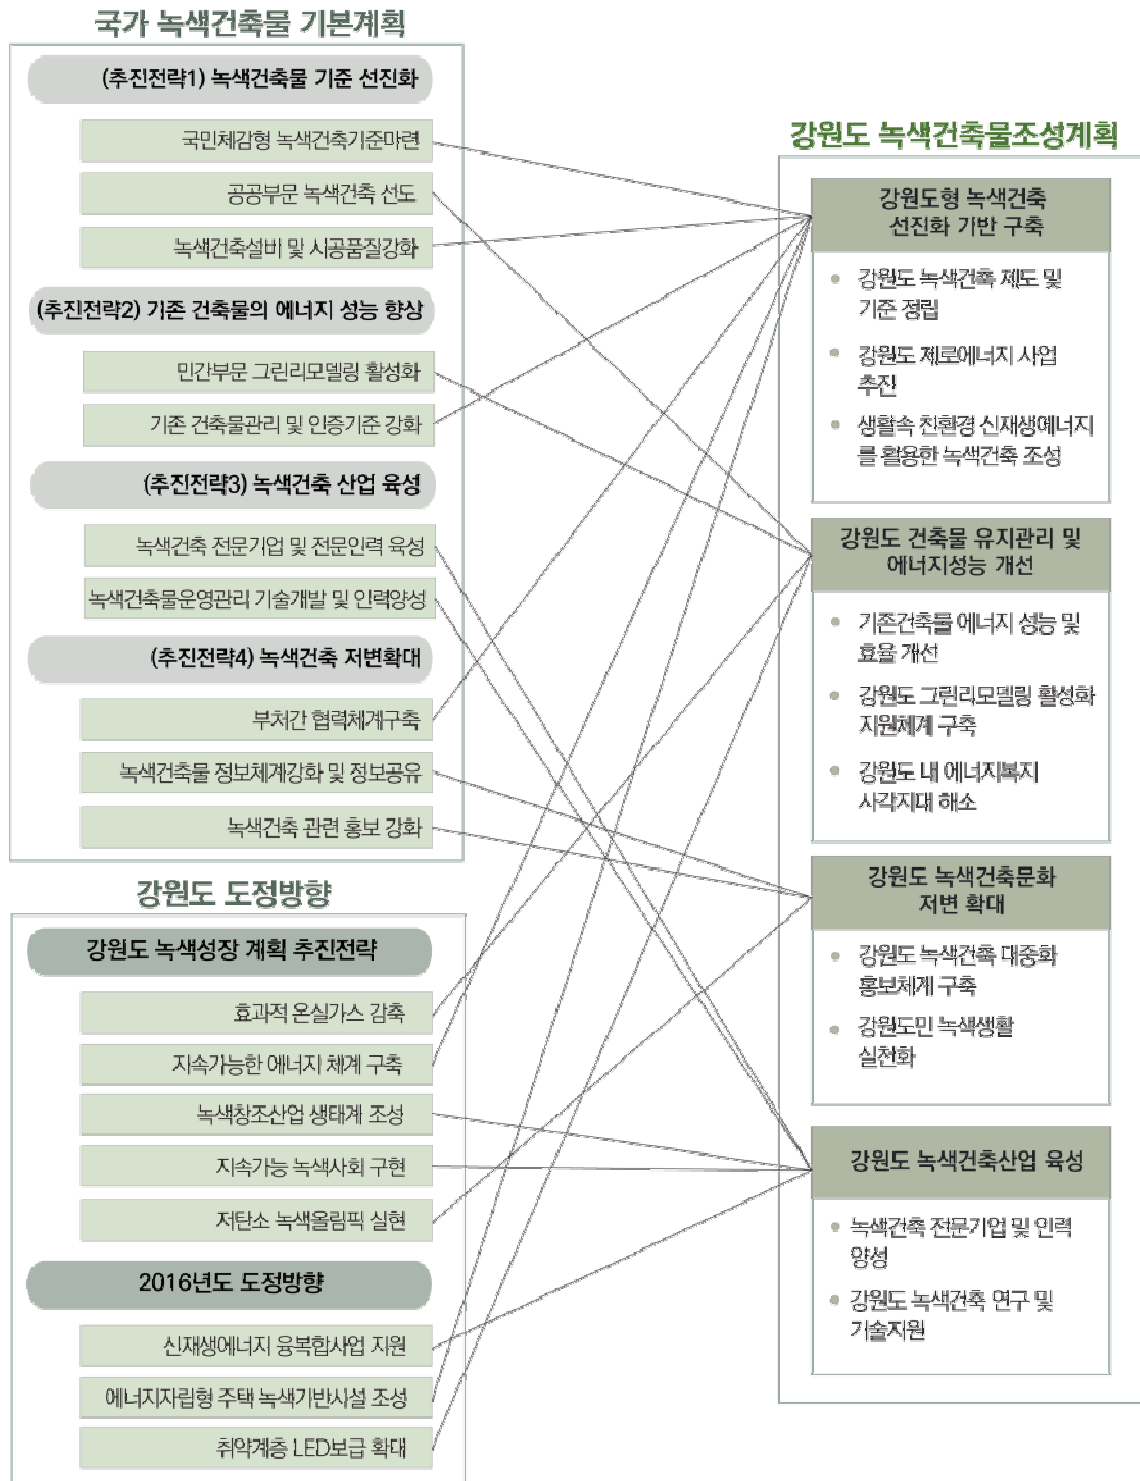 국가 녹색건축물 기본계획
(추진전략1) 녹색건축물 기준 선진화
국민체감형 녹색건축기준마련
공공부문 녹색건축 선도
녹색건축설비 및 시공품질강화
(추진전략2) 기존 건축물의 에너지 성능 향상
민간부문 그린리모델링 활성화
기존 건축물관리 및 인증기준 강화
(추진전략3) 녹색건축 산업 육성
녹색건축 전문기업 및 전문인력 육성
녹색건축물운영관리 기술개발 및 인력양성
(추진전략4) 녹색건축 저변확대
부처간 협력체계구축
녹색건축물 정보체계강화 및 정보공유
녹색건축 관련 홍보 강화
강원도 도정방향
강원도 녹색성장 계획 추진전략
효과적 온실가스 감축
지속가능한 에너지 체계 구축
녹색창조산업 생태계 조성
지속가능 녹색사회 구현
저탄소 녹색올림픽 실현
2016년도 도정방향
신재생에너지 융복합사업 지원
에너지자립형 주택 녹색기반시설 조성
취약계층 LED보급 확대
강원도 녹색건축물조성계획
강원도형 녹색건축
선진화 기반 구축
강원도 녹색건축 제도 및
기준 정립
강원도 제로에너지 사업
추진
생활속 친환경 신재생에너지
를 활용한 녹색건축 조성
강원도 건축물 유지관리 및
에너지성능 개선
기존건축물 에너지 성능 및
효율 개선
강원도 그린리모델링 활성화
지원체계 구축
강원도 내 에너지복지
사각지대 해소
강원도 녹색건축문화
저변 확대
강원도 녹색건축 대중화
홍보체계 구축
강원도민 녹색생활
실천화
강원도 녹색건축산업 육성
녹색건축 전문기업 및 인력
양성
강원도 녹색건축 연구 및
기술지원